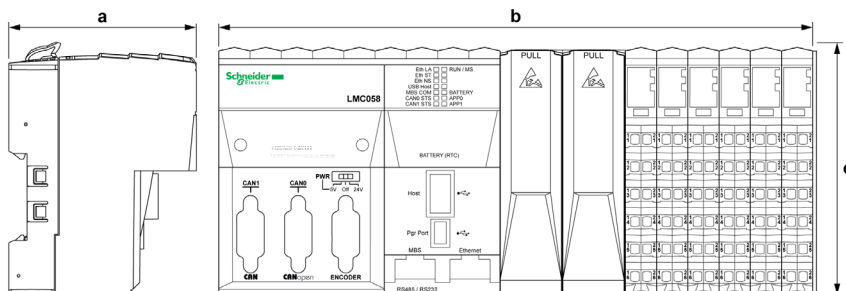 a
b
c
Schneider
Electric
LMC058
Eth LA RUN / MS
Eth ST
Eth NS
USB Host
MBS COM BATTERY
CAN0 STS APP0
CAN1 STS APP1
PULL
PULL
BATTERY (RTC)
CAN1
CAN0
PWR
5V Off 24V
Host
Pgr Port
MBS Ethernet
CAN
CANopen
ENCODER
RS485 / RS232